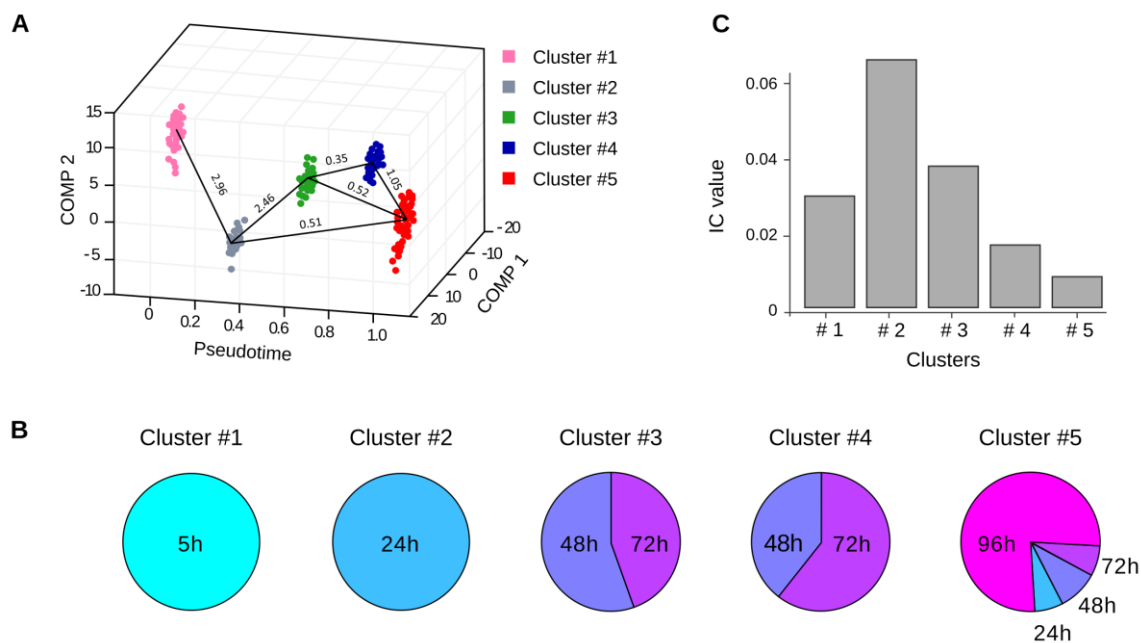 A
Cluster #1
Cluster #2
Cluster #3
Cluster #4
Cluster #5
COMP 2
15
10
5
0
-5
-10
2.96
2.46
0.35
0.52
1.05
0.51
0
0.2
0.4
0.6
0.8
1.0
Pseudotime
-20
-10
0
10
20
COMP 1
C
IC value
0.06
0.04
0.02
0
# 1 # 2 # 3 # 4 # 5
Clusters
B
Cluster #1
Cluster #2
Cluster #3
Cluster #4
Cluster #5
5h
24h
48h 72h
48h 72h
96h
72h
48h
24h